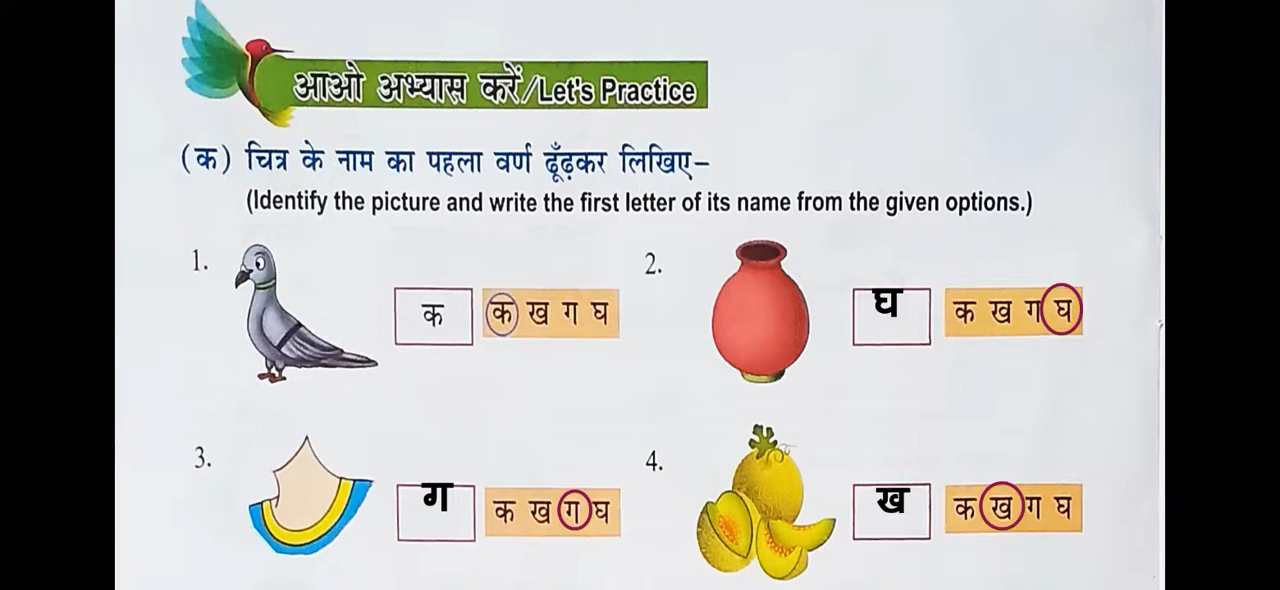 आओ अभ्यास करें/Let's Practice
(क) चित्र के नाम का पहला वर्ण ढूँढ़कर लिखिए–
(Identify the picture and write the first letter of its name from the given options.)
1. क क ख ग घ
2. घ क ख ग घ
3. ग क ख ग घ
4. ख क ख ग घ